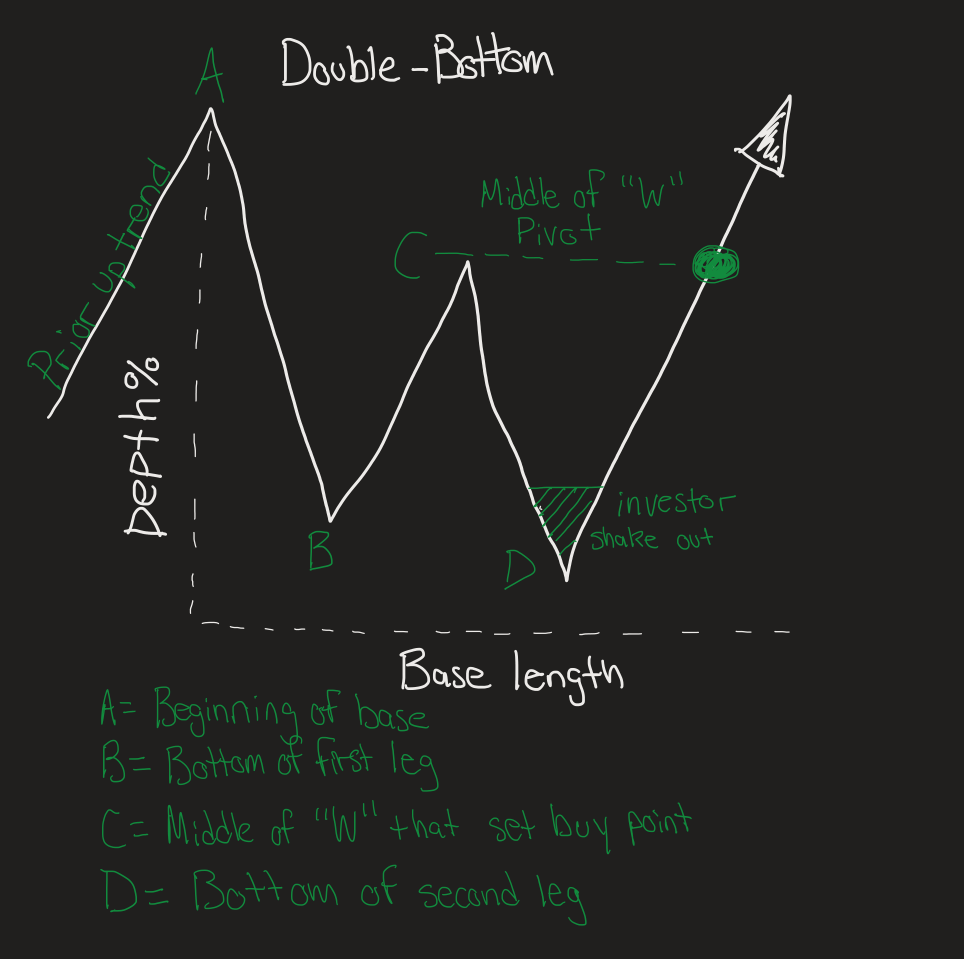 Double-Bottom
A
Prior uptrend
Middle of "W"
Pivot
C
Depth%
investor
shake out
B
D
Base length
A= Beginning of base
B= Bottom of first leg
C= Middle of "W" that set buy point
D= Bottom of second leg